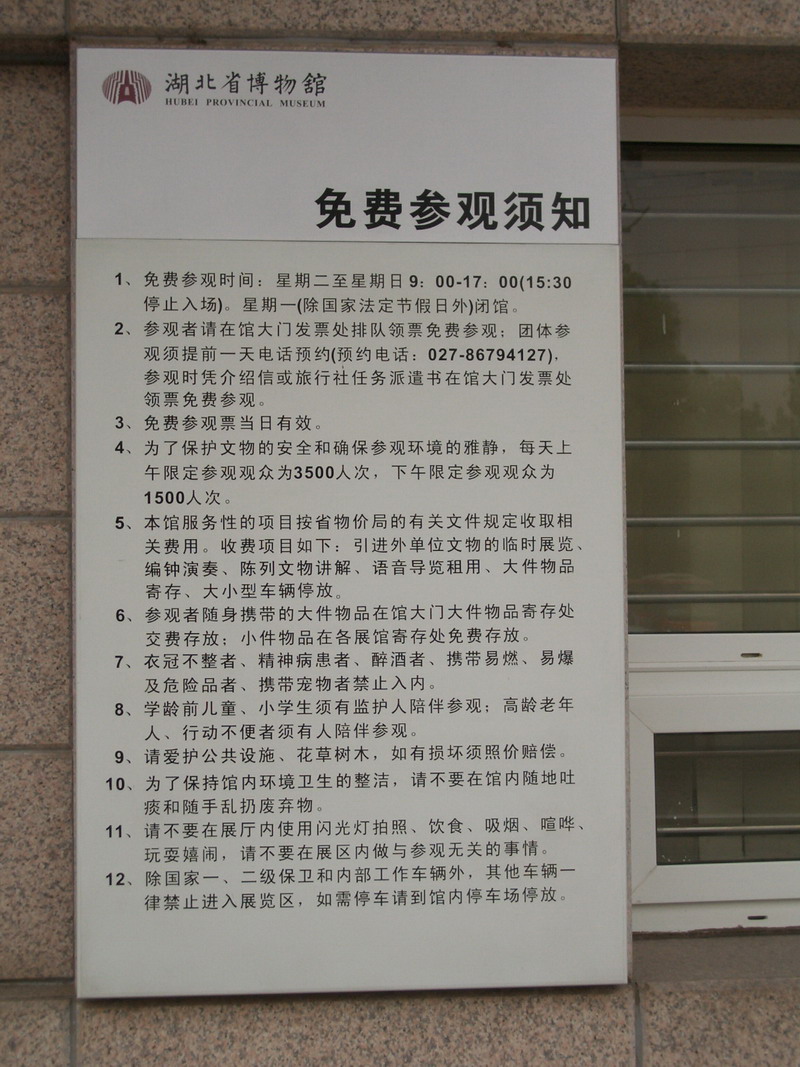 湖北省博物館
HUBEI PROVINCIAL MUSEUM
免费参观须知
1、免费参观时间：星期二至星期日9：00-17：00(15:30
停止入场)。星期一(除国家法定节假日外)闭馆。
2、参观者请在馆大门发票处排队领票免费参观；团体参
观须提前一天电话预约(预约电话：027-86794127)，
参观时凭介绍信或旅行社任务派遣书在馆大门发票处
领票免费参观。
3、免费参观票当日有效。
4、为了保护文物的安全和确保参观环境的雅静，每天上
午限定参观观众为3500人次，下午限定参观观众为
1500人次。
5、本馆服务性的项目按省物价局的有关文件规定收取相
关费用。收费项目如下：引进外单位文物的临时展览、
编钟演奏、陈列文物讲解、语音导览租用、大件物品
寄存、大小型车辆停放。
6、参观者随身携带的大件物品在馆大门大件物品寄存处
交费存放；小件物品在各展馆寄存处免费存放。
7、衣冠不整者、精神病患者、醉酒者、携带易燃、易爆
及危险品者、携带宠物者禁止入内。
8、学龄前儿童、小学生须有监护人陪伴参观；高龄老年
人、行动不便者须有人陪伴参观。
9、请爱护公共设施、花草树木，如有损坏须照价赔偿。
10、为了保持馆内环境卫生的整洁，请不要在馆内随地吐
痰和随手乱扔废弃物。
11、请不要在展厅内使用闪光灯拍照、饮食、吸烟、喧哗、
玩耍嬉闹，请不要在展区内做与参观无关的事情。
12、除国家一、二级保卫和内部工作车辆外，其他车辆一
律禁止进入展览区，如需停车请到馆内停车场停放。